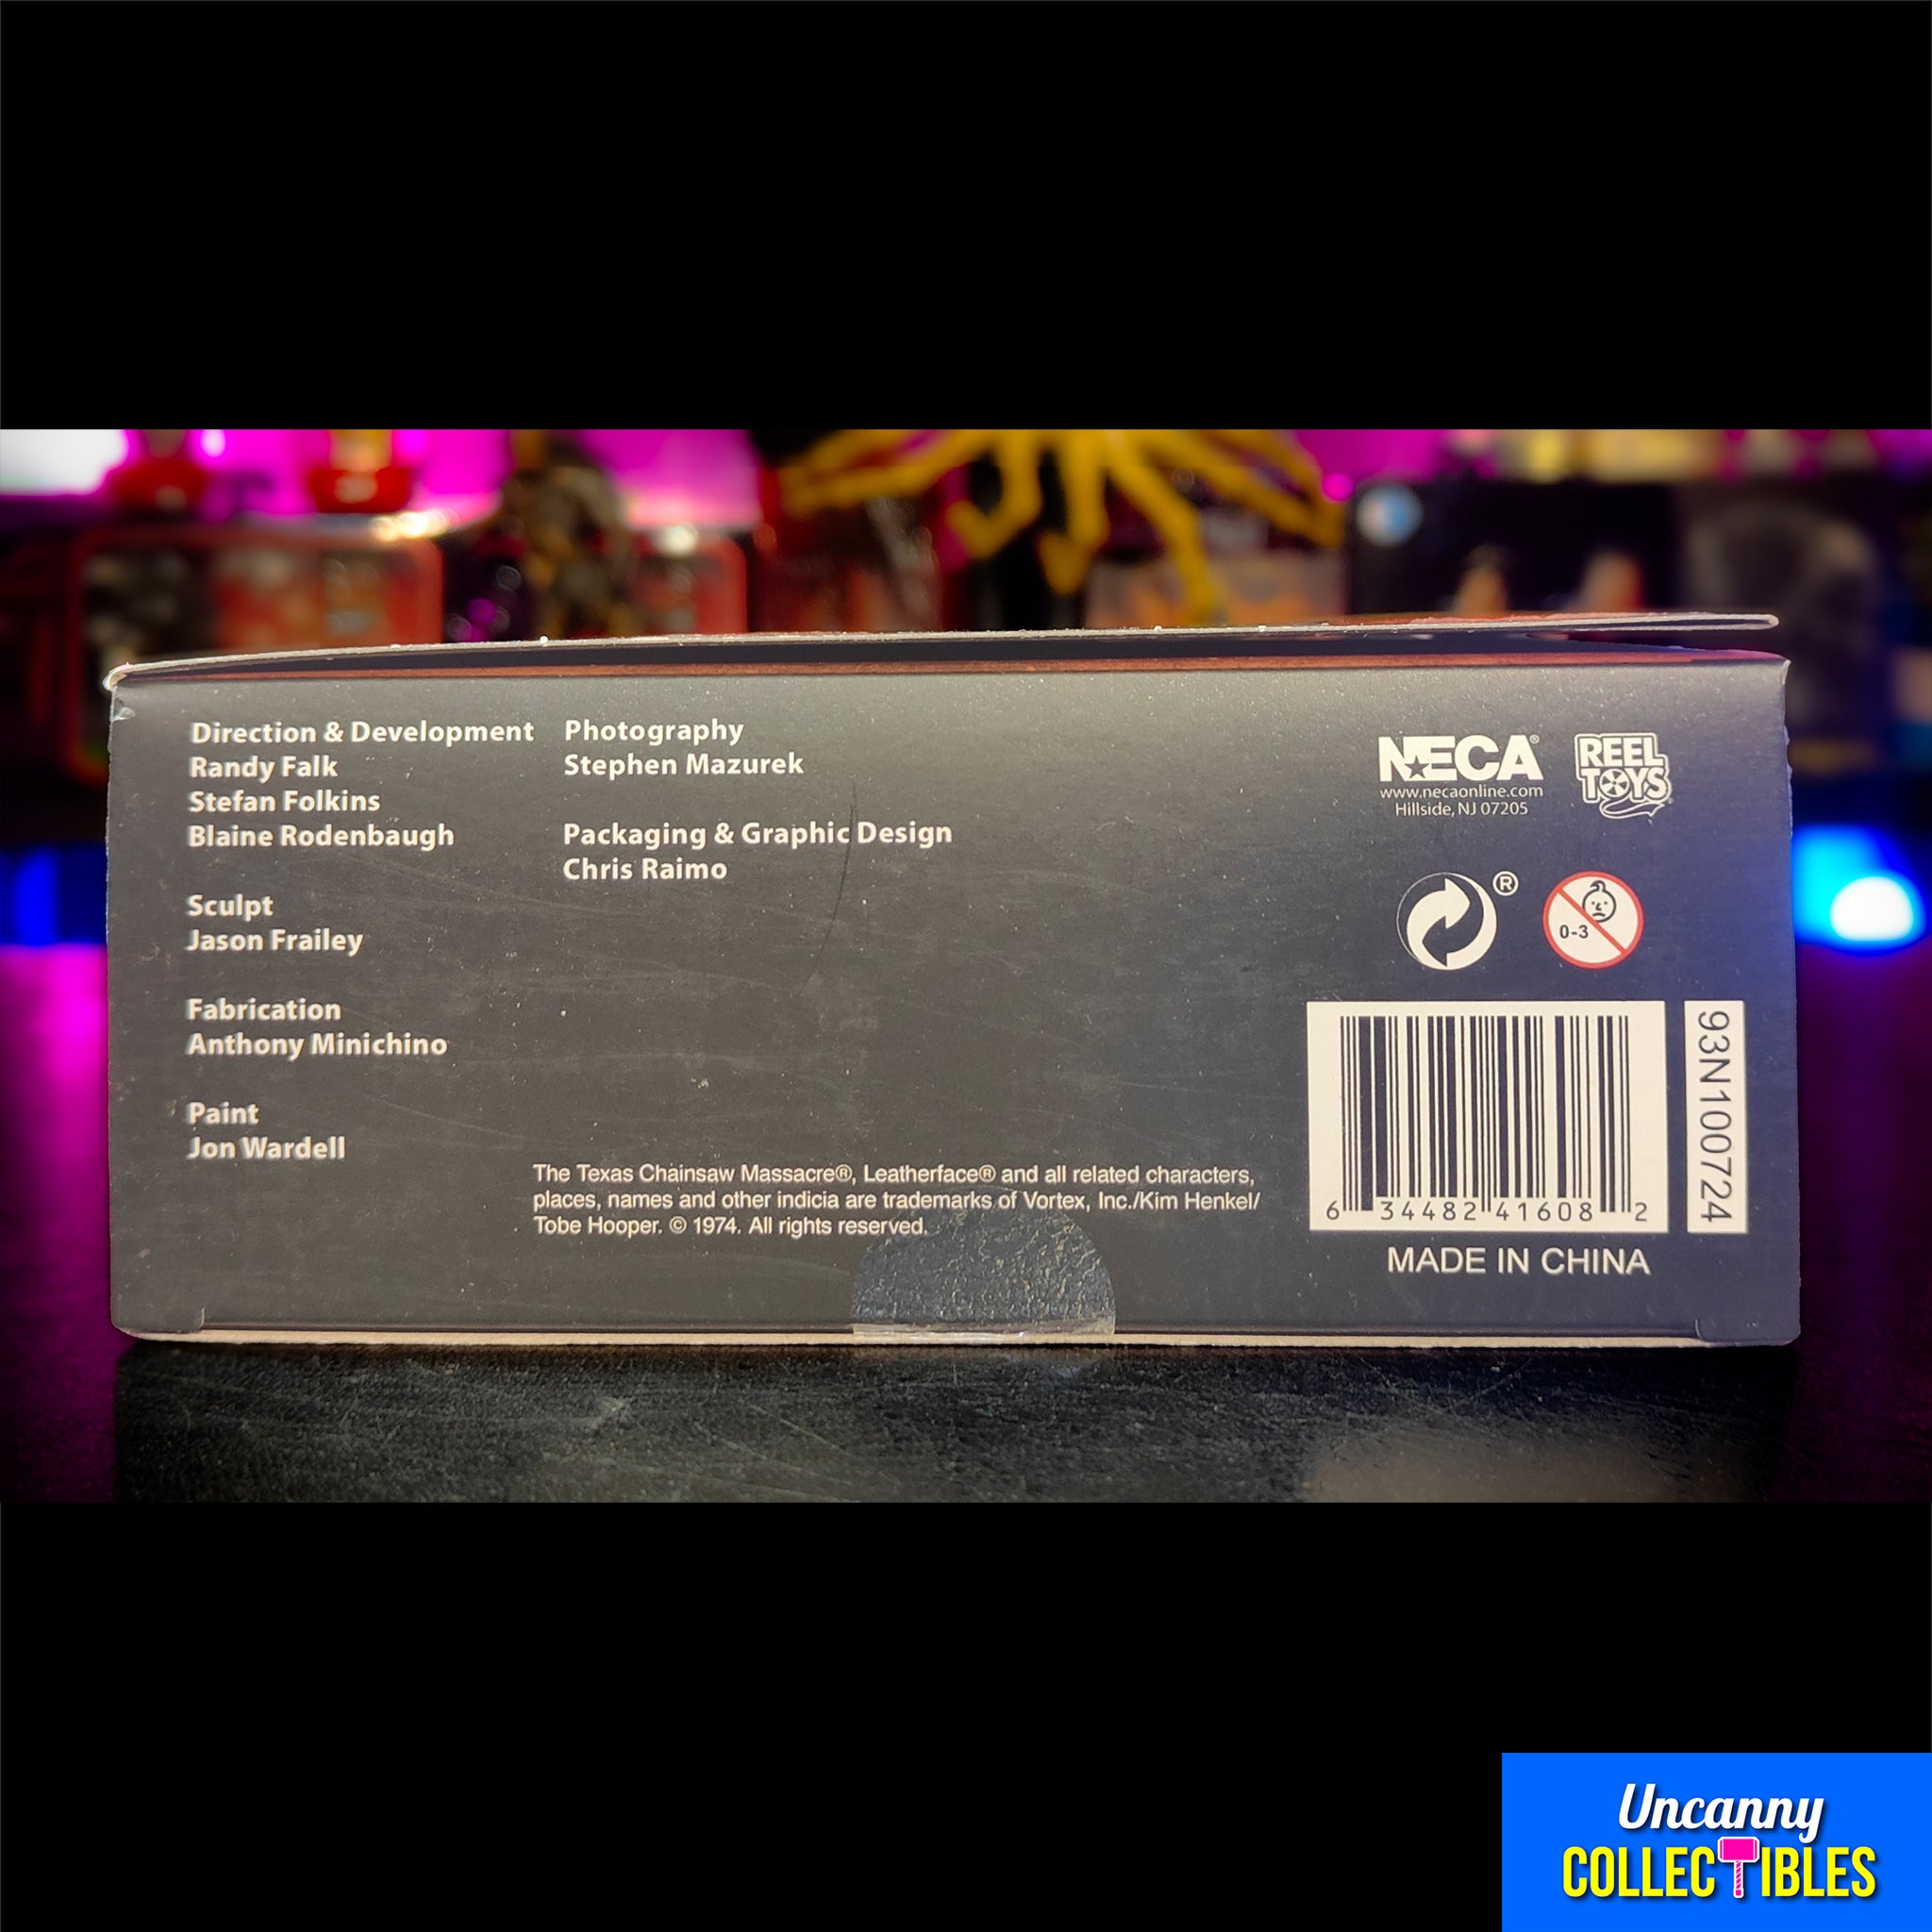 Direction & Development
Randy Falk
Stefan Folkins
Blaine Rodenbaugh
Sculpt
Jason Frailey
Fabrication
Anthony Minichino
Paint
Jon Wardell
Photography
Stephen Mazurek
Packaging & Graphic Design
Chris Raimo
The Texas Chainsaw Massacre®, Leatherface® and all related characters,
places, names and other indicia are trademarks of Vortex, Inc./Kim Henkel/
Tobe Hooper. © 1974. All rights reserved.
NECA®
www.necaonline.com
Hillside, NJ 07205
REEL
TOYS
®
0-3
6 34482 41608 2
93N100724
MADE IN CHINA
Uncanny
COLLECTIBLES